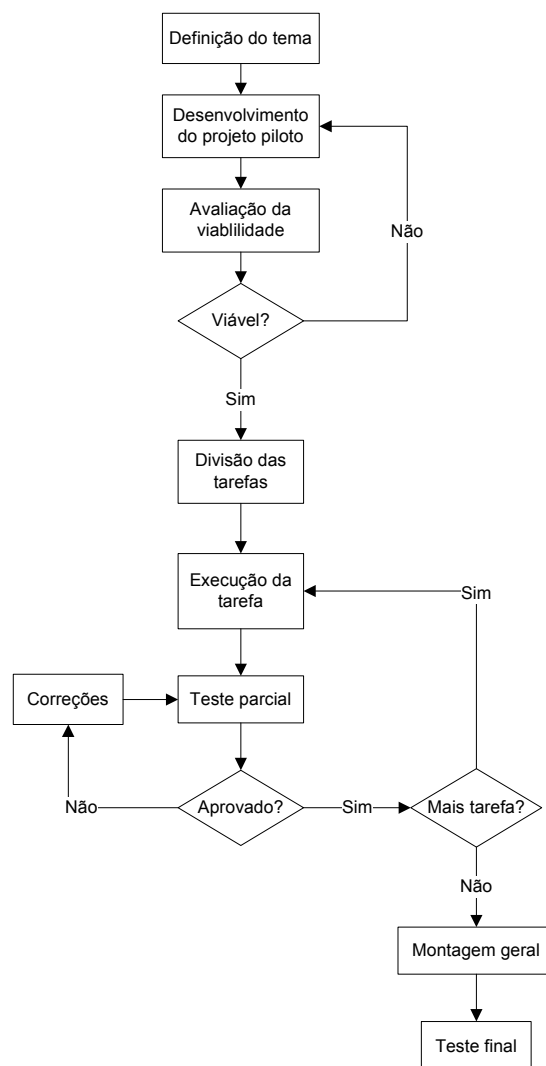 Definição do tema
Desenvolvimento
do projeto piloto
Avaliação da
viablilidade
Não
Viável?
Sim
Divisão das
tarefas
Execução da
tarefa
Sim
Correções
Teste parcial
Não
Aprovado?
Sim
Mais tarefa?
Não
Montagem geral
Teste final